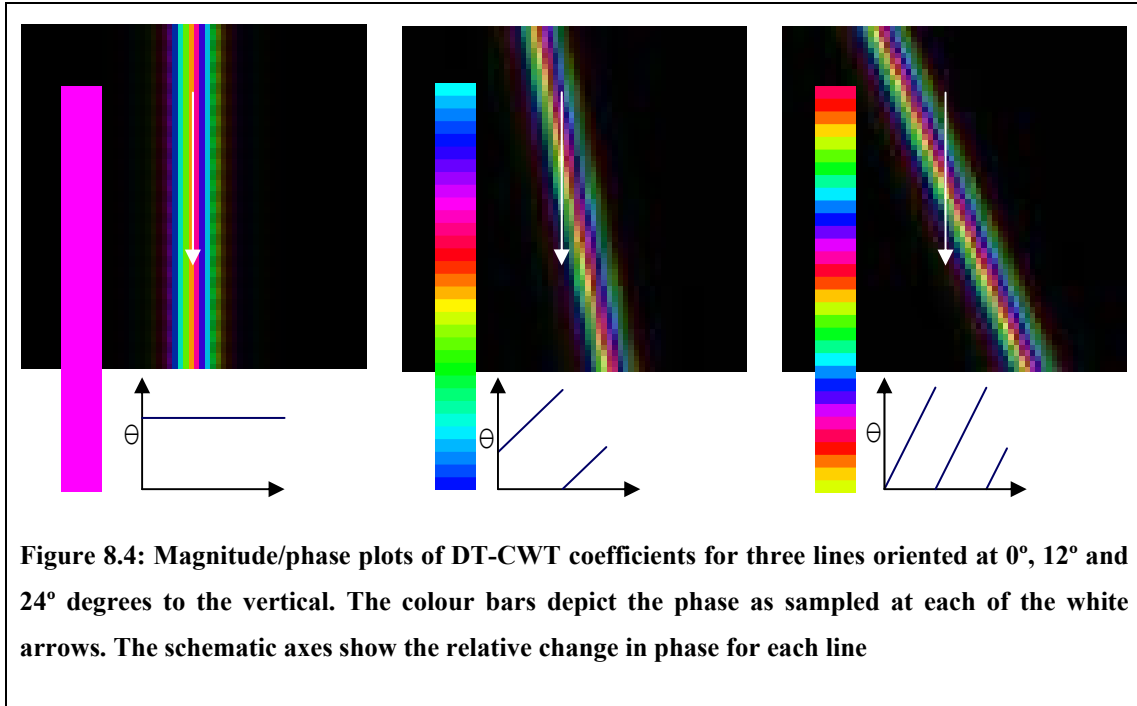 θ
θ
θ
Figure 8.4: Magnitude/phase plots of DT-CWT coefficients for three lines oriented at 0º, 12º and
24º degrees to the vertical. The colour bars depict the phase as sampled at each of the white
arrows. The schematic axes show the relative change in phase for each line